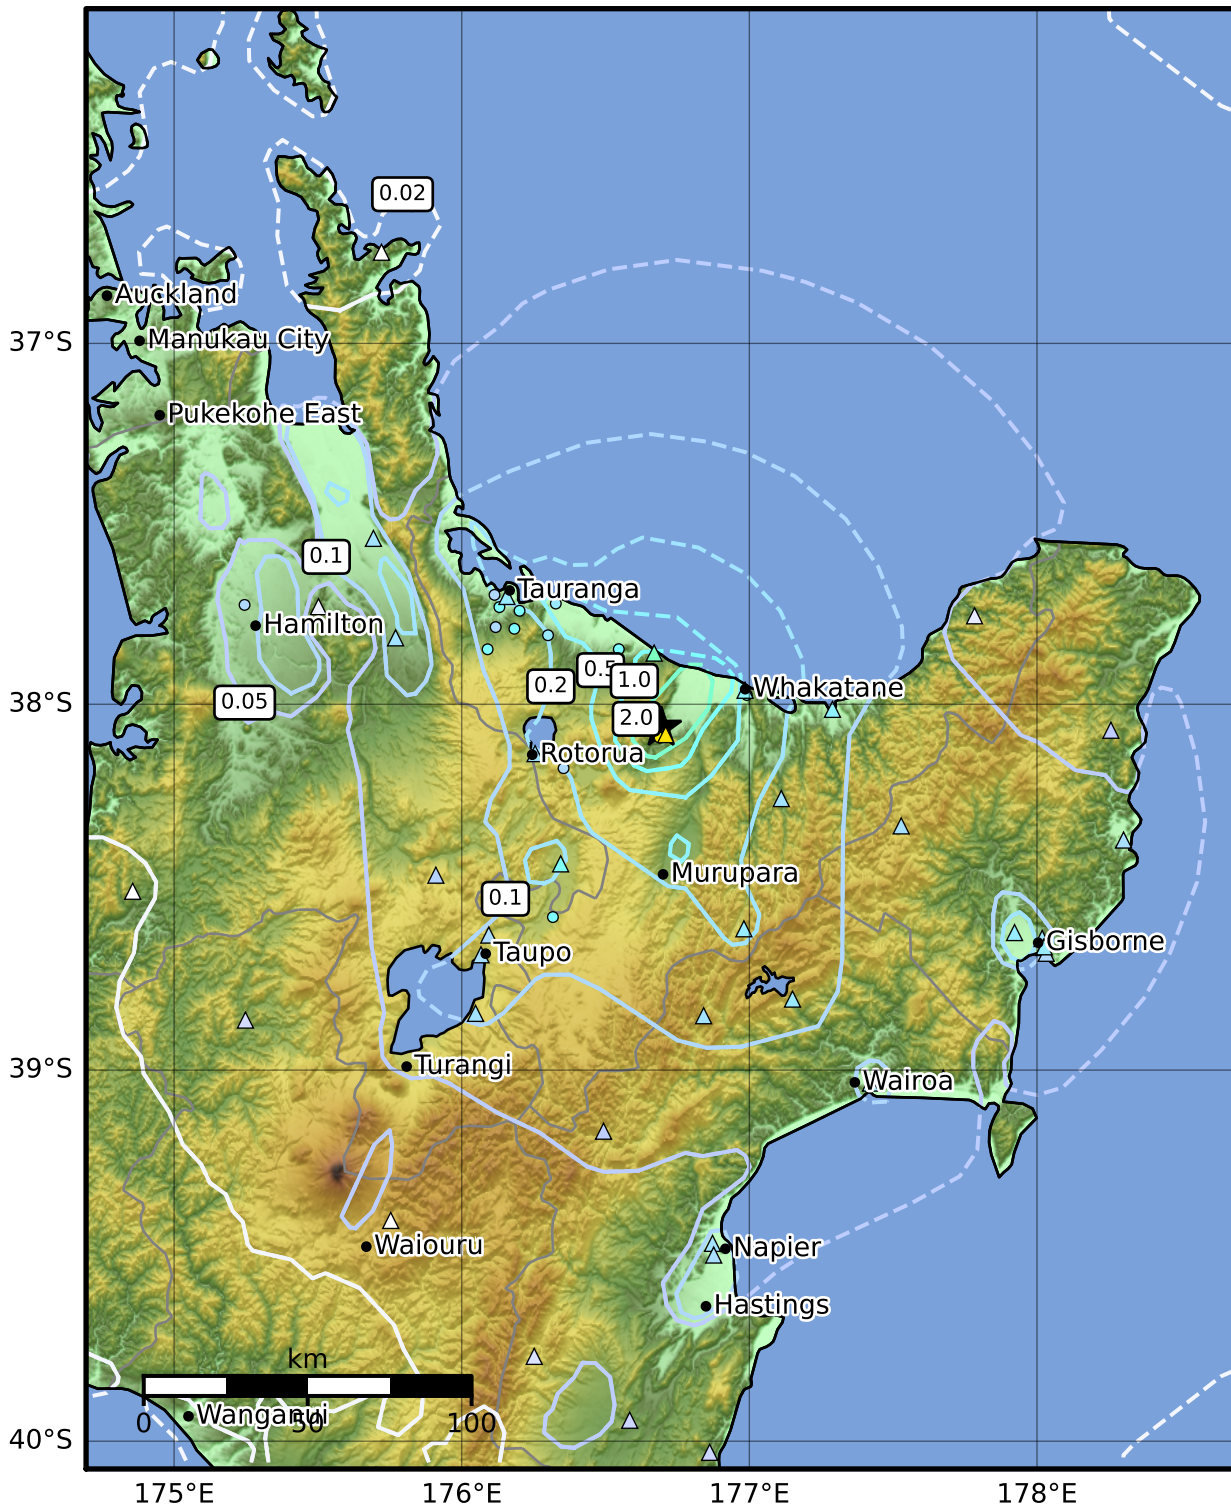 0.02
Auckland
Manukau City
37°S
Pukekohe East
0.1
Tauranga
Hamilton
0.5
1.0
0.2
Whakatane
0.05
38°S
2.0
Rotorua
Murupara
0.1
Gisborne
Taupo
Turangi
39°S
Wairoa
Waiouru
Napier
Hastings
km
0 50 100
Wanganui
40°S
175°E 176°E 177°E 178°E